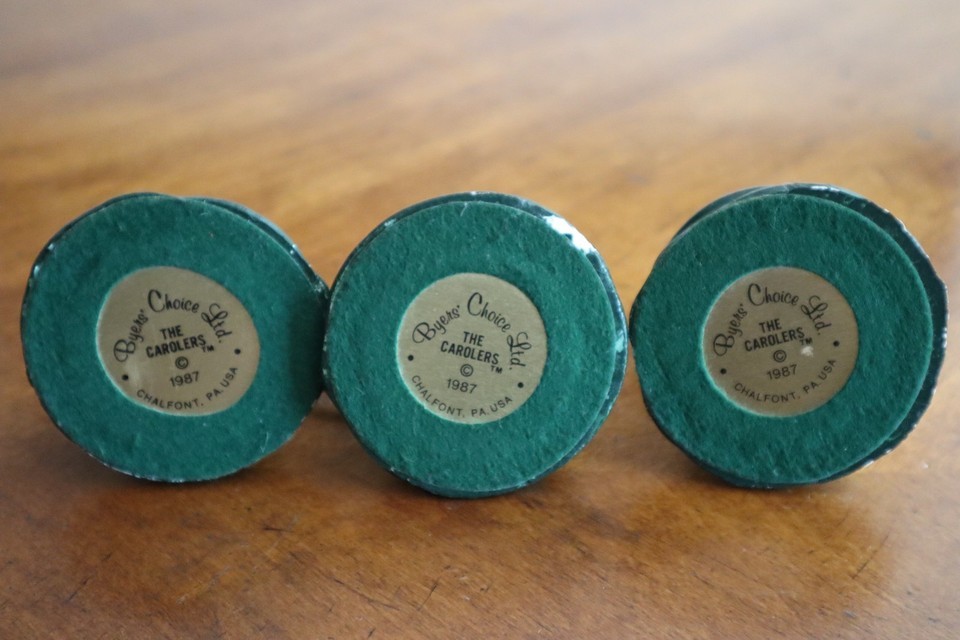 Byers' Choice Ltd.
THE
CAROLERS™
©
1987
CHALFONT, PA. USA
Byers' Choice Ltd.
THE
CAROLERS™
©
1987
CHALFONT, PA. USA
Byers' Choice Ltd.
THE
CAROLERS™
©
1987
CHALFONT, PA. USA